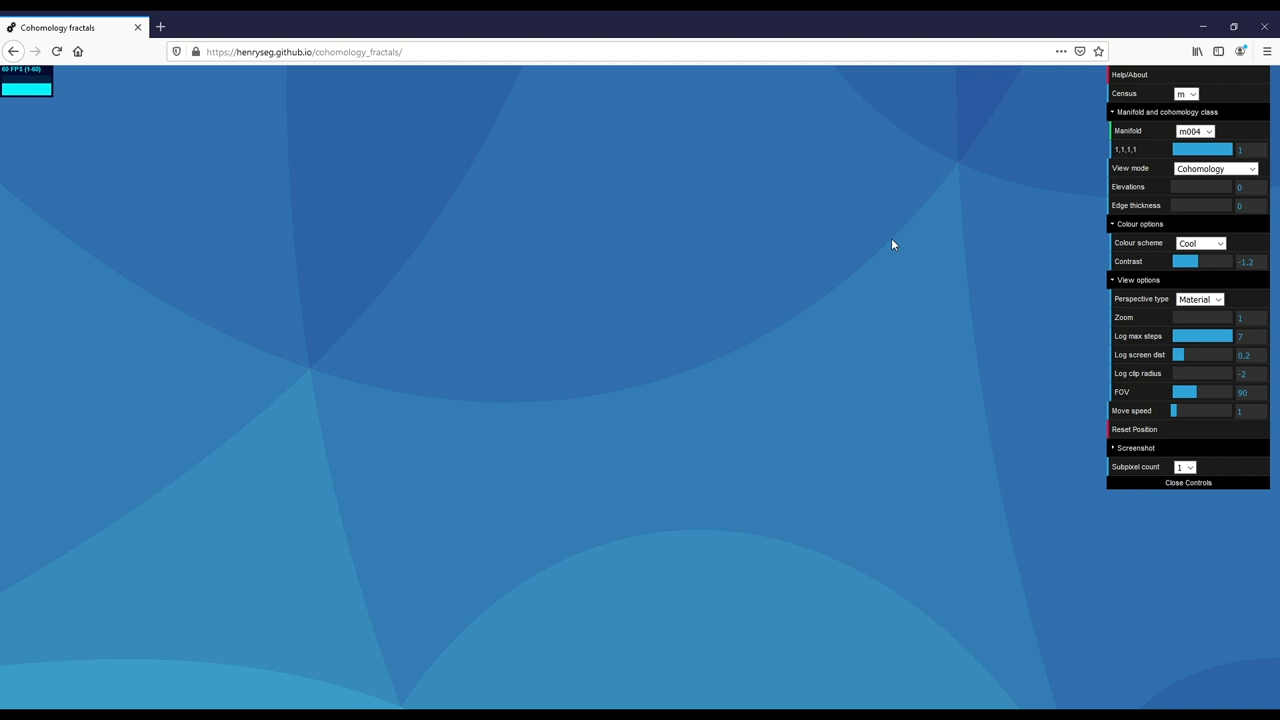 Cohomology fractals
https://henryseg.github.io/cohomology_fractals/
60 FPS (1-60)
Help/About
Census m
Manifold and cohomology class
Manifold m004
1,1,1,1 1
View mode Cohomology
Elevations 0
Edge thickness 0
Colour options
Colour scheme Cool
Contrast -1.2
View options
Perspective type Material
Zoom 1
Log max steps 7
Log screen dist 0.2
Log clip radius -2
FOV 90
Move speed 1
Reset Position
Screenshot
Subpixel count 1
Close Controls